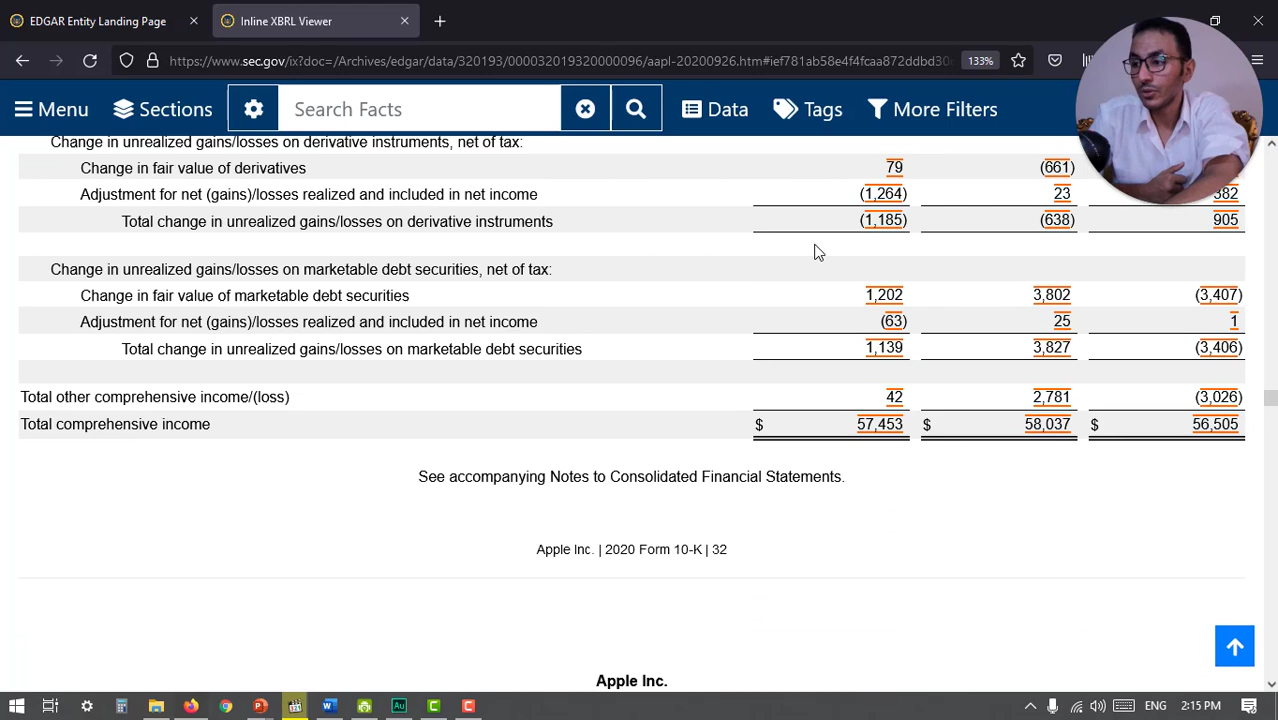 EDGAR Entity Landing Page
Inline XBRL Viewer
https://www.sec.gov/ix?doc=/Archives/edgar/data/320193/000032019320000096/aapl-20200926.htm#ief781ab58e4f4fcaa872ddbd30
133%
Menu Sections Search Facts Data Tags More Filters
Change in unrealized gains/losses on derivative instruments, net of tax:
Change in fair value of derivatives 79 (661)
Adjustment for net (gains)/losses realized and included in net income (1,264) 23 382
Total change in unrealized gains/losses on derivative instruments (1,185) (638) 905
Change in unrealized gains/losses on marketable debt securities, net of tax:
Change in fair value of marketable debt securities 1,202 3,802 (3,407)
Adjustment for net (gains)/losses realized and included in net income (63) 25 1
Total change in unrealized gains/losses on marketable debt securities 1,139 3,827 (3,406)
Total other comprehensive income/(loss) 42 2,781 (3,026)
Total comprehensive income $ 57,453 $ 58,037 $ 56,505
See accompanying Notes to Consolidated Financial Statements.
Apple Inc. | 2020 Form 10-K | 32
Apple Inc.
ENG 2:15 PM